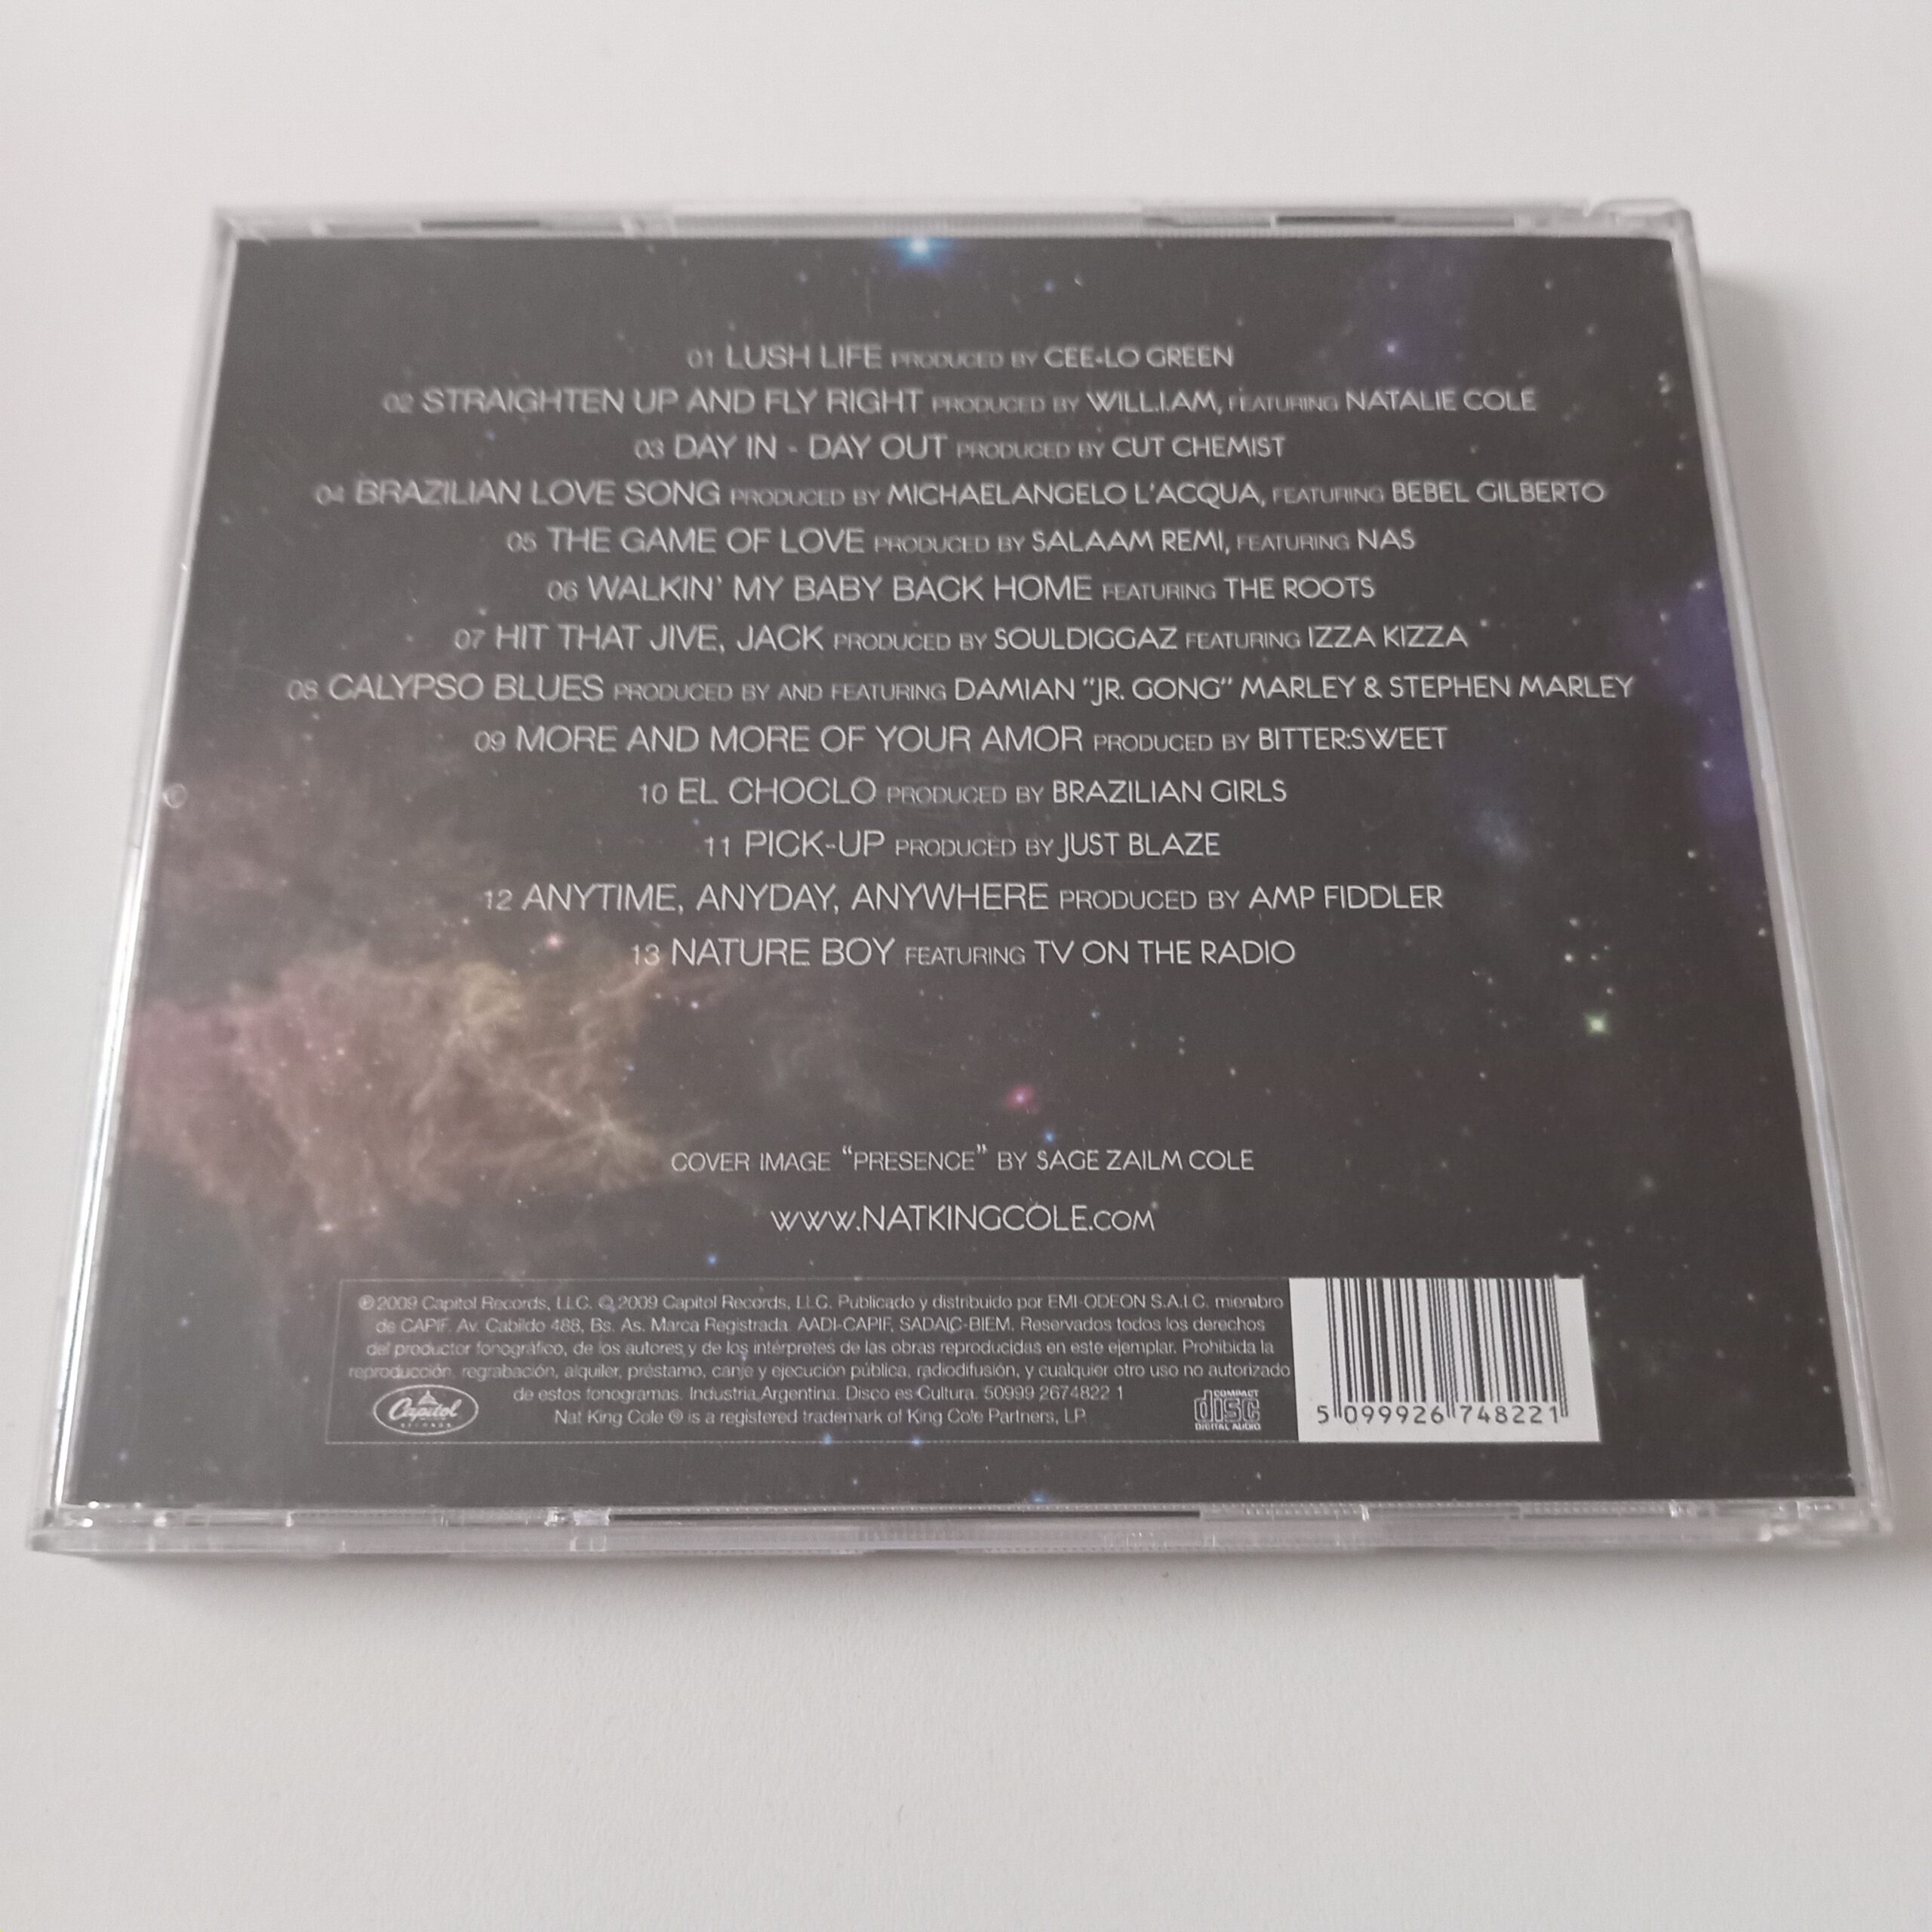 01 LUSH LIFE PRODUCED BY CEE-LO GREEN
02 STRAIGHTEN UP AND FLY RIGHT PRODUCED BY WILL.I.AM, FEATURING NATALIE COLE
03 DAY IN - DAY OUT PRODUCED BY CUT CHEMIST
04 BRAZILIAN LOVE SONG PRODUCED BY MICHAELANGELO L'ACQUA, FEATURING BEBEL GILBERTO
05 THE GAME OF LOVE PRODUCED BY SALAAM REMI, FEATURING NAS
06 WALKIN' MY BABY BACK HOME FEATURING THE ROOTS
07 HIT THAT JIVE, JACK PRODUCED BY SOULDIGGAZ FEATURING IZZA KIZZA
08 CALYPSO BLUES PRODUCED BY AND FEATURING DAMIAN "JR. GONG" MARLEY & STEPHEN MARLEY
09 MORE AND MORE OF YOUR AMOR PRODUCED BY BITTER:SWEET
10 EL CHOCLO PRODUCED BY BRAZILIAN GIRLS
11 PICK-UP PRODUCED BY JUST BLAZE
12 ANYTIME, ANYDAY, ANYWHERE PRODUCED BY AMP FIDDLER
13 NATURE BOY FEATURING TV ON THE RADIO
COVER IMAGE "PRESENCE" BY SAGE ZAILM COLE
WWW.NATKINGCOLE.COM
℗ 2009 Capitol Records, LLC. © 2009 Capitol Records, LLC. Publicado y distribuido por EMI-ODEON S.A.I.C. miembro
de CAPIF. Av. Cabildo 488, Bs. As. Marca Registrada. AADI-CAPIF, SADAIC-BIEM. Reservados todos los derechos
del productor fonográfico, de los autores y de los intérpretes de las obras reproducidas en este ejemplar. Prohibida la
reproducción, regrabación, alquiler, préstamo, canje y ejecución pública, radiodifusión, y cualquier otro uso no autorizado
de estos fonogramas. Industria Argentina. Disco es Cultura. 50999 2674822 1
Nat King Cole ® is a registered trademark of King Cole Partners, LP.
Capitol
RECORDS
COMPACT
disc
DIGITAL AUDIO
5 099926 748221